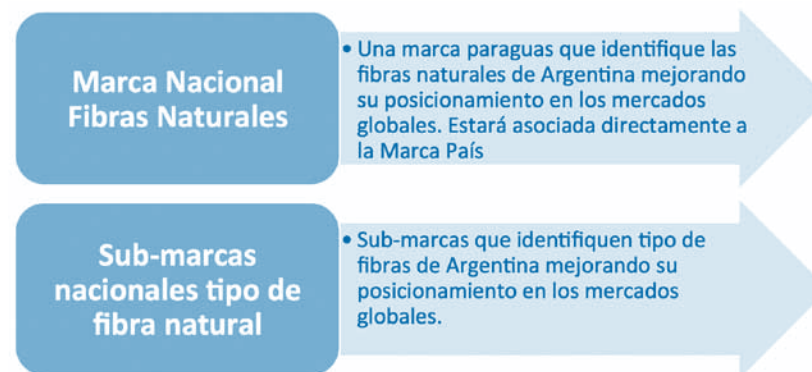 Marca Nacional
Fibras Naturales
• Una marca paraguas que identifique las
fibras naturales de Argentina mejorando
su posicionamiento en los mercados
globales. Estará asociada directamente a
la Marca País
Sub-marcas
nacionales tipo de
fibra natural
• Sub-marcas que identifiquen tipo de
fibras de Argentina mejorando su
posicionamiento en los mercados
globales.